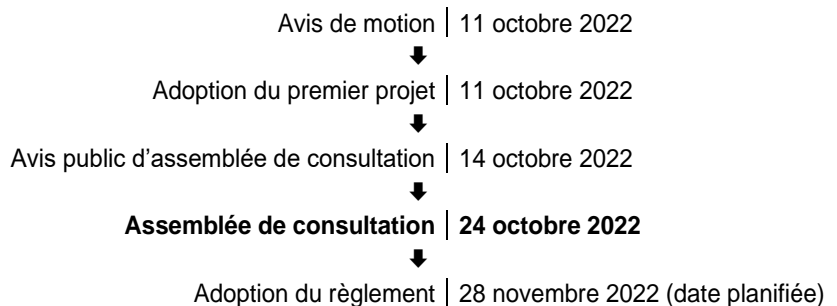 Avis de motion | 11 octobre 2022
Adoption du premier projet | 11 octobre 2022
Avis public d'assemblée de consultation | 14 octobre 2022
Assemblée de consultation | 24 octobre 2022
Adoption du règlement | 28 novembre 2022 (date planifiée)